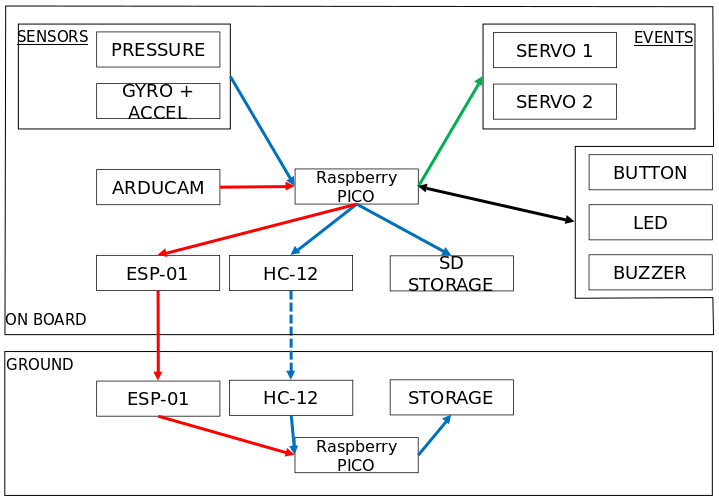 SENSORS
PRESSURE
GYRO +
ACCEL
EVENTS
SERVO 1
SERVO 2
ARDUCAM
Raspberry
PICO
BUTTON
LED
BUZZER
ESP-01
HC-12
SD
STORAGE
ON BOARD
GROUND
ESP-01
HC-12
STORAGE
Raspberry
PICO